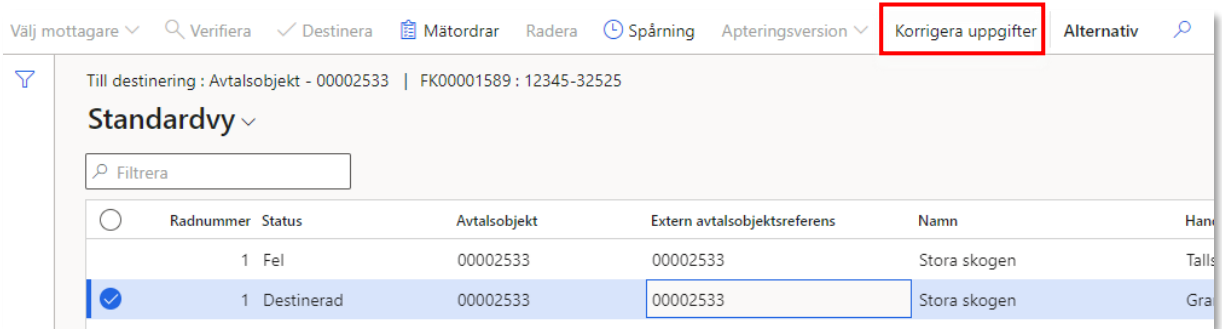 Välj mottagare Verifiera Destinera Mätordrar Radera Spårning Apteringsversion Korrigera uppgifter Alternativ
Till destinering : Avtalsobjekt - 00002533 | FK00001589 : 12345-32525
Standardvy
Filtrera
Radnummer Status Avtalsobjekt Extern avtalsobjektsreferens Namn Han
1 Fel 00002533 00002533 Stora skogen Talls
1 Destinerad 00002533 00002533 Stora skogen Gra